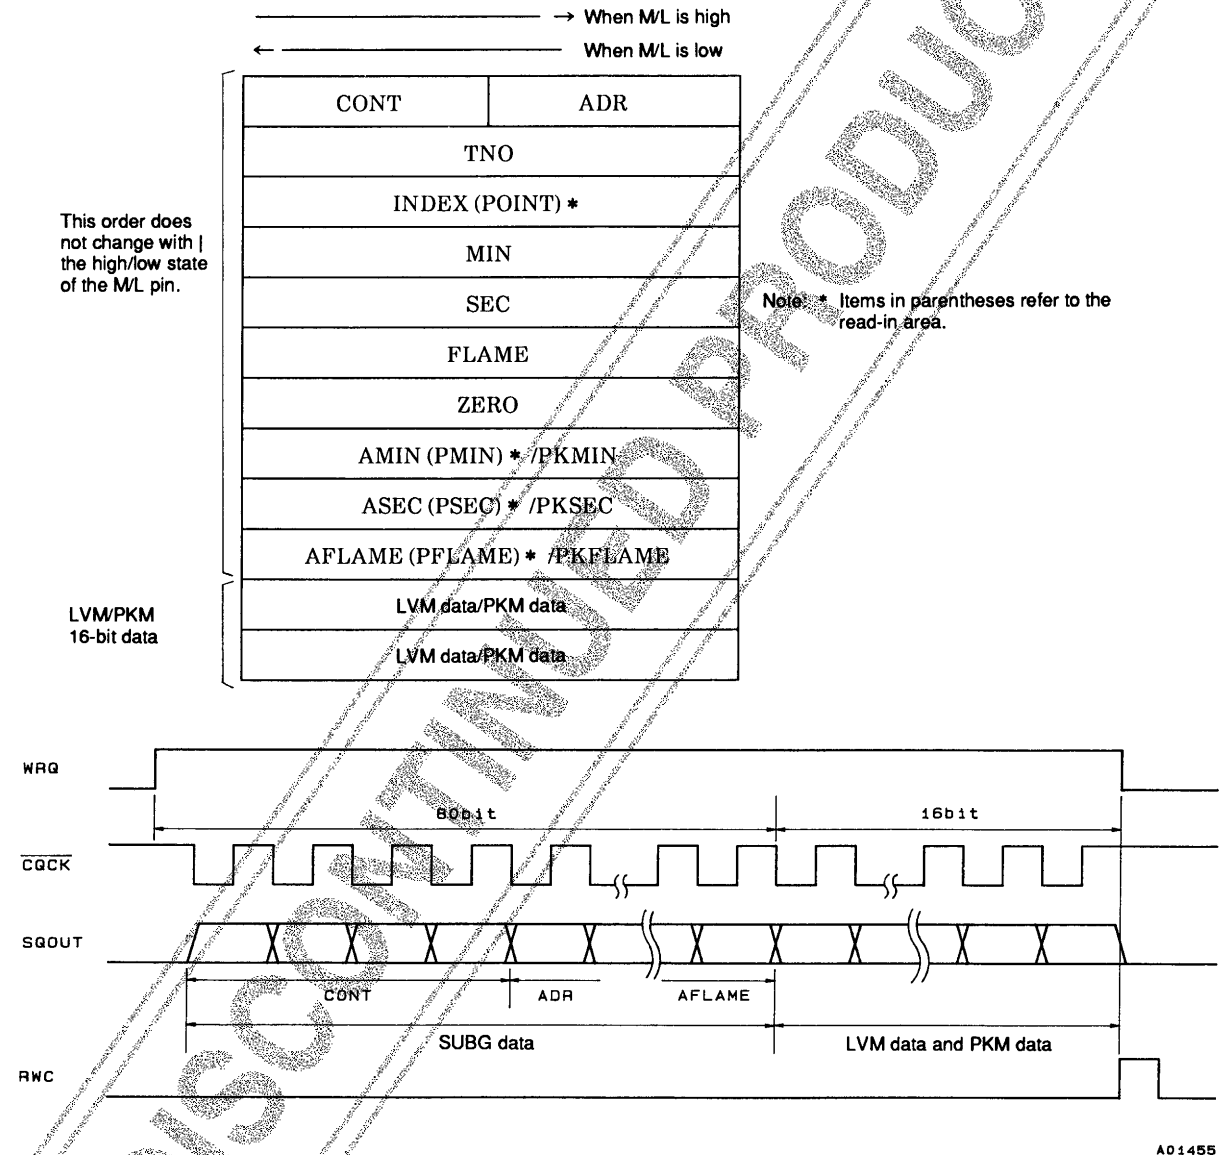 → When M/L is high
← When M/L is low
CONT ADR
TNO
INDEX (POINT) *
MIN
SEC
FLAME
ZERO
AMIN (PMIN) * /PKMIN
ASEC (PSEC) * /PKSEC
AFLAME (PFLAME) * /PKFLAME
LVM data/PKM data
LVM data/PKM data
This order does
not change with |
the high/low state
of the M/L pin.
LVM/PKM
16-bit data
Note: * Items in parentheses refer to the
read-in area.
DISCONTINUED PRODUC
WRQ
80bit 16bit
CQCK
SQOUT
CONT ADR AFLAME
SUBG data LVM data and PKM data
RWC
A01455